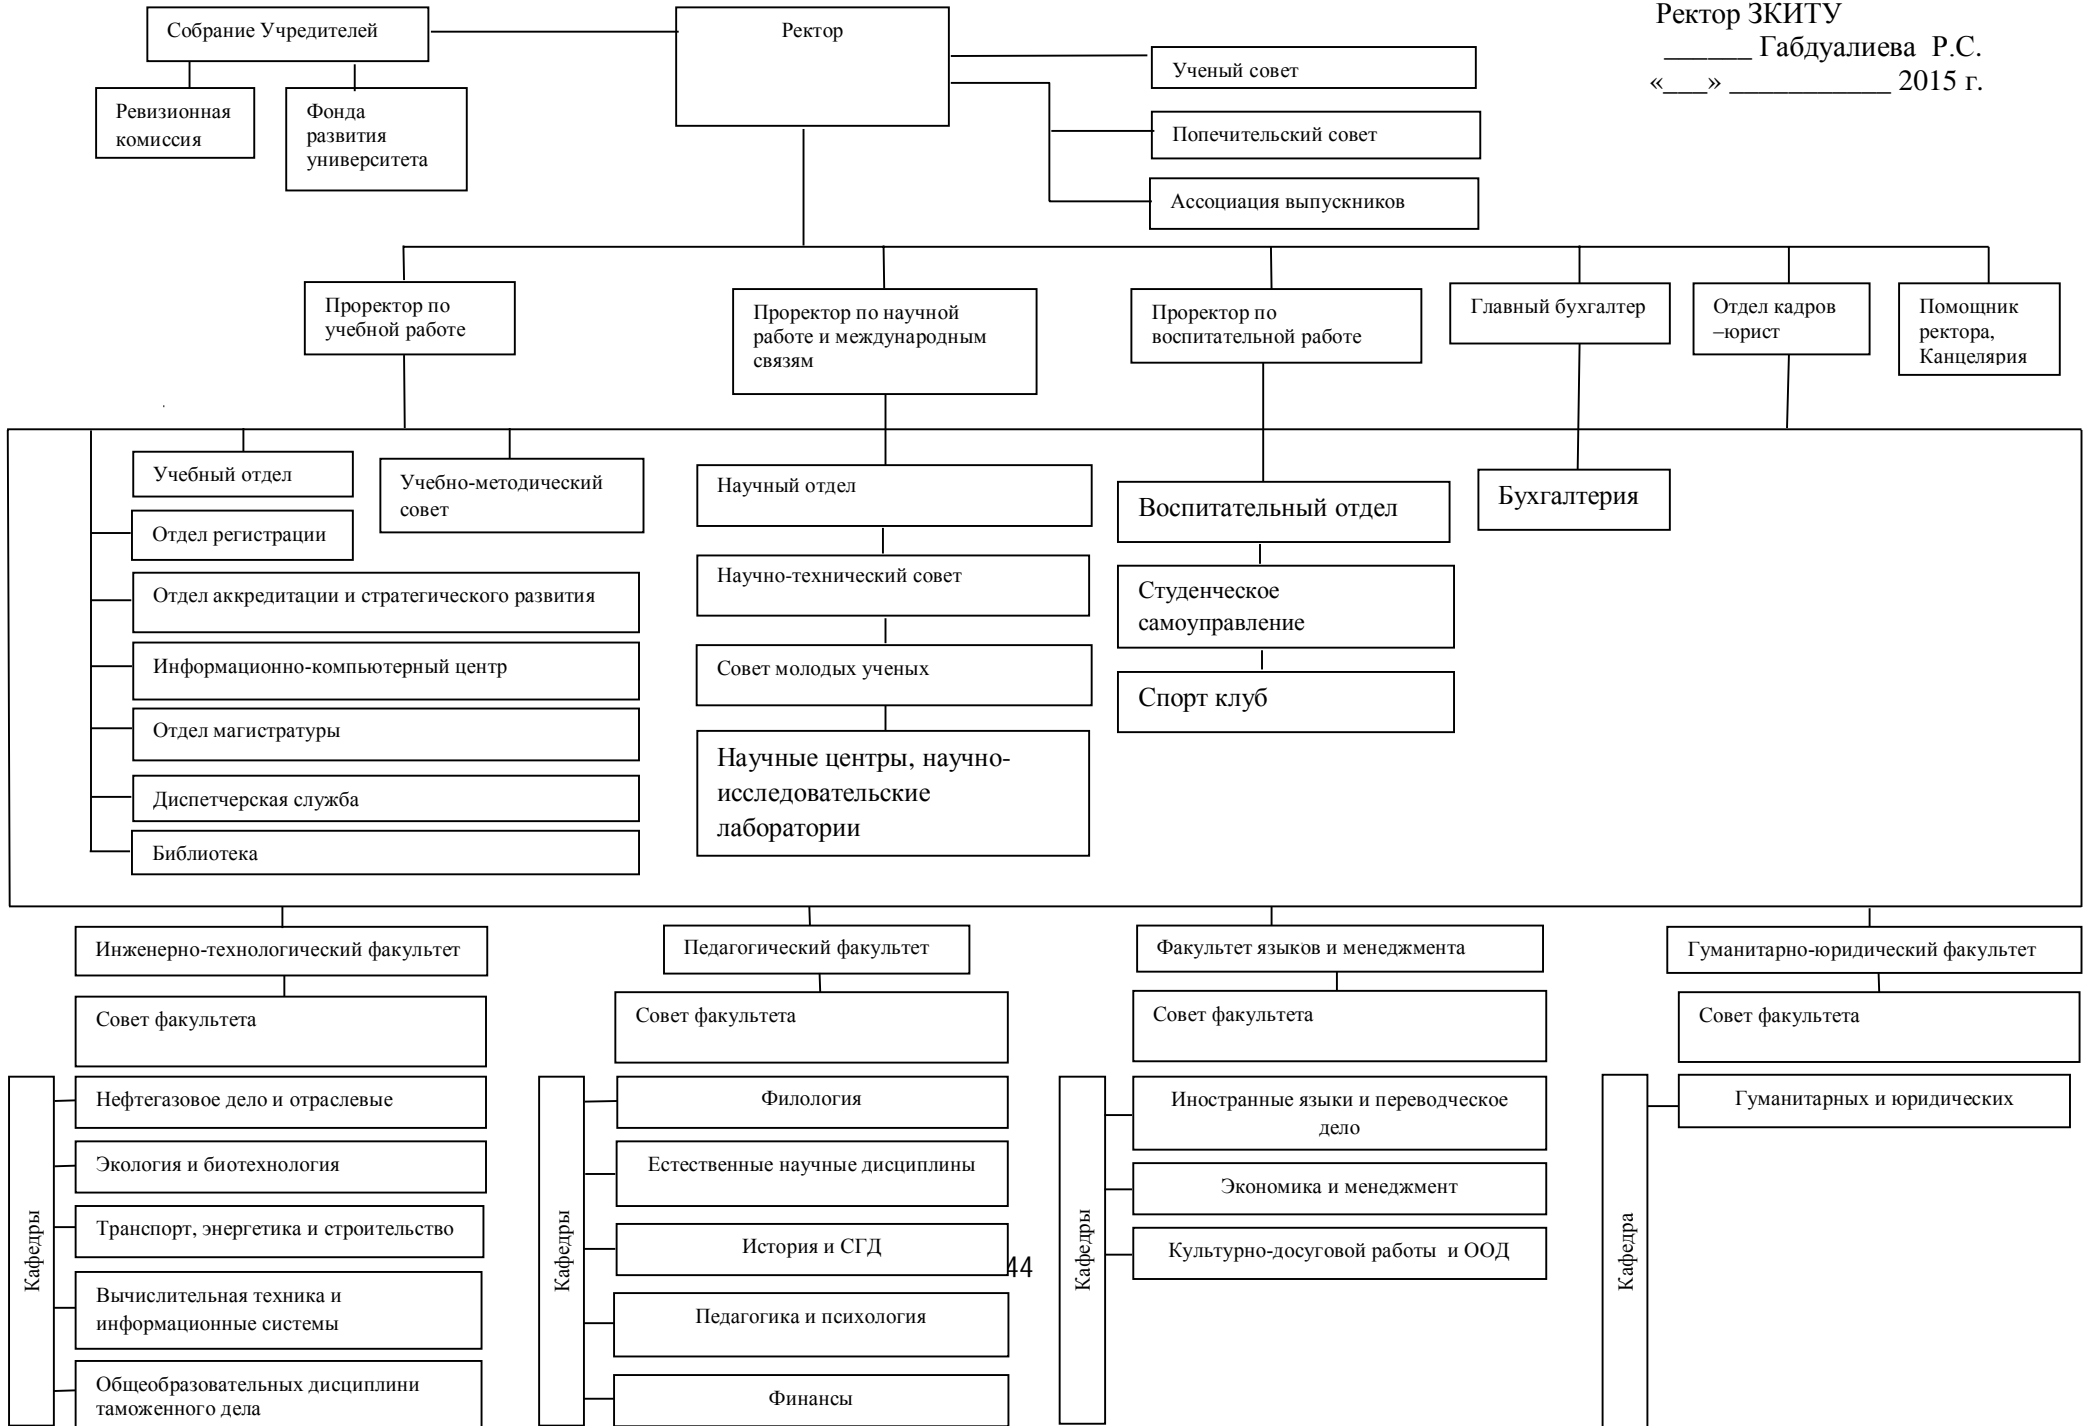 Ректор ЗКИТУ
______ Габдуалиева Р.С.
«___» ___________ 2015 г.
Собрание Учредителей
Ректор
Ученый совет
Ревизионная
комиссия
Фонда
развития
университета
Попечительский совет
Ассоциация выпускников
Проректор по
учебной работе
Проректор по научной
работе и международным
связям
Проректор по
воспитательной работе
Главный бухгалтер
Отдел кадров
–юрист
Помощник
ректора,
Канцелярия
Учебный отдел
Учебно-методический
совет
Отдел регистрации
Отдел аккредитации и стратегического развития
Информационно-компьютерный центр
Отдел магистратуры
Диспетчерская служба
Библиотека
Научный отдел
Научно-технический совет
Совет молодых ученых
Научные центры, научно-
исследовательские
лаборатории
Воспитательный отдел
Студенческое
самоуправление
Спорт клуб
Бухгалтерия
Инженерно-технологический факультет
Совет факультета
Кафедры
Нефтегазовое дело и отраслевые
Экология и биотехнология
Транспорт, энергетика и строительство
Вычислительная техника и
информационные системы
Общеобразовательных дисциплини
таможенного дела
Педагогический факультет
Совет факультета
Кафедры
Филология
Естественные научные дисциплины
История и СГД
44
Педагогика и психология
Финансы
Факультет языков и менеджмента
Совет факультета
Кафедры
Иностранные языки и переводческое
дело
Экономика и менеджмент
Культурно-досуговой работы и ООД
Гуманитарно-юридический факультет
Совет факультета
Кафедра
Гуманитарных и юридических